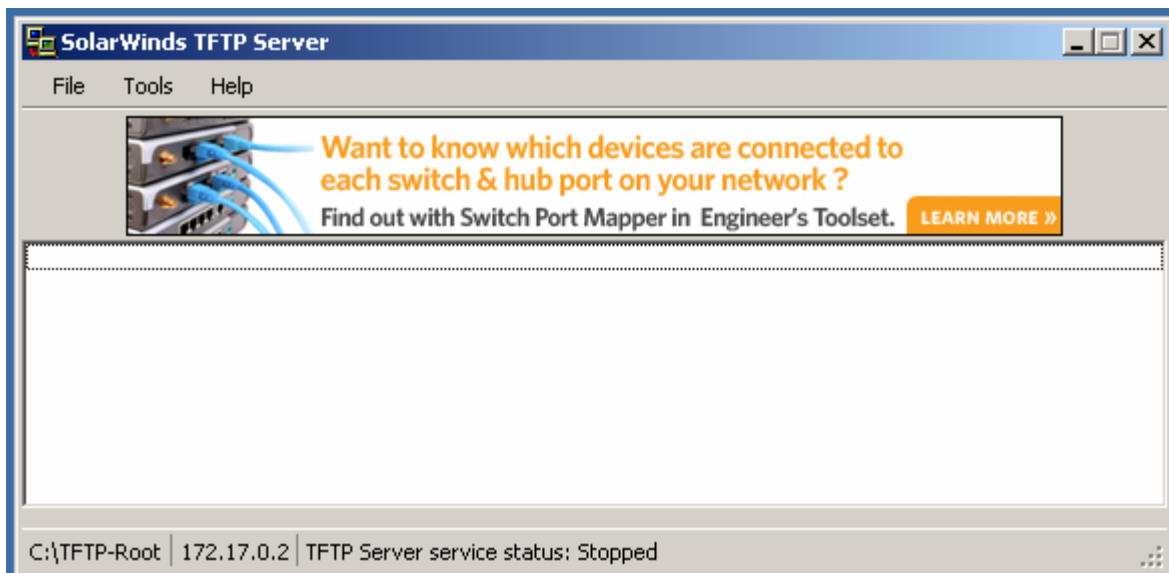 SolarWinds TFTP Server
File Tools Help
Want to know which devices are connected to
each switch & hub port on your network ?
Find out with Switch Port Mapper in Engineer's Toolset. LEARN MORE »
C:\TFTP-Root 172.17.0.2 TFTP Server service status: Stopped